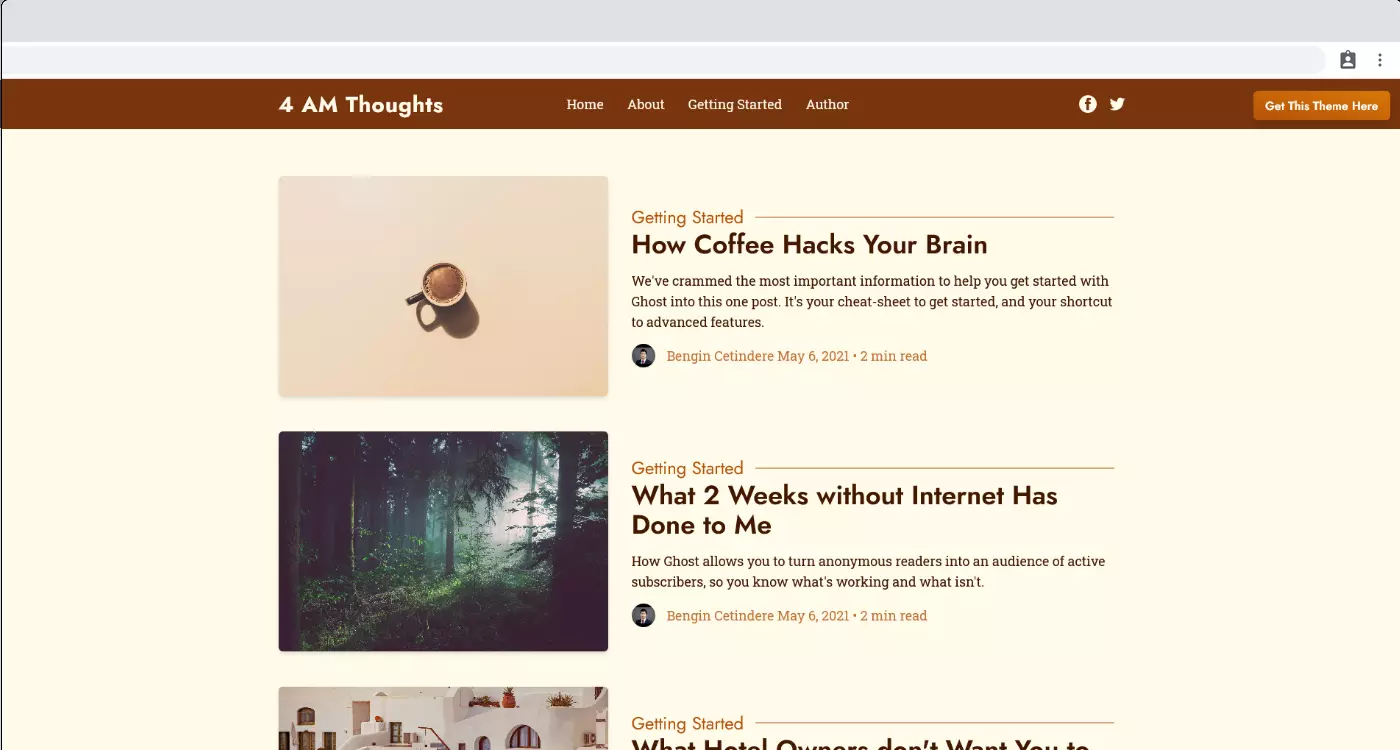 4 AM Thoughts
Home About Getting Started Author
Get This Theme Here
Getting Started
How Coffee Hacks Your Brain
We've crammed the most important information to help you get started with
Ghost into this one post. It's your cheat-sheet to get started, and your shortcut
to advanced features.
Bengin Cetindere May 6, 2021 • 2 min read
Getting Started
What 2 Weeks without Internet Has
Done to Me
How Ghost allows you to turn anonymous readers into an audience of active
subscribers, so you know what's working and what isn't.
Bengin Cetindere May 6, 2021 • 2 min read
Getting Started
What Hotel Owners don't Want You to